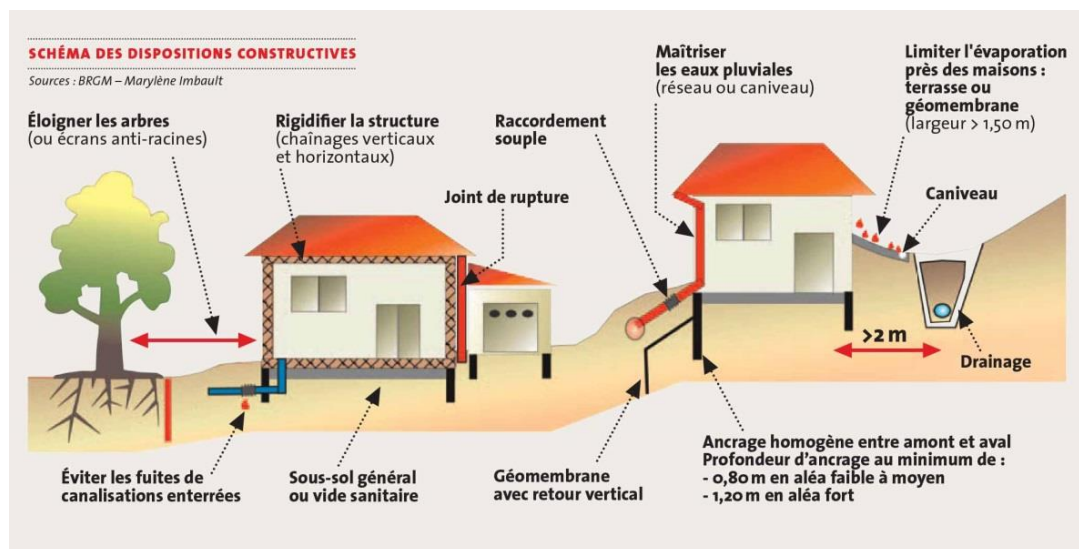 SCHÉMA DES DISPOSITIONS CONSTRUCTIVES
Sources : BRGM – Marylène Imbault
Éloigner les arbres
(ou écrans anti-racines)
Rigidifier la structure
(chaînages verticaux
et horizontaux)
Joint de rupture
Raccordement
souple
Maîtriser
les eaux pluviales
(réseau ou caniveau)
Limiter l'évaporation
près des maisons :
terrasse ou
géomembrane
(largeur > 1,50 m)
Caniveau
>2 m
Drainage
Éviter les fuites de
canalisations enterrées
Sous-sol général
ou vide sanitaire
Géomembrane
avec retour vertical
Ancrage homogène entre amont et aval
Profondeur d’ancrage au minimum de :
- 0,80 m en aléa faible à moyen
- 1,20 m en aléa fort